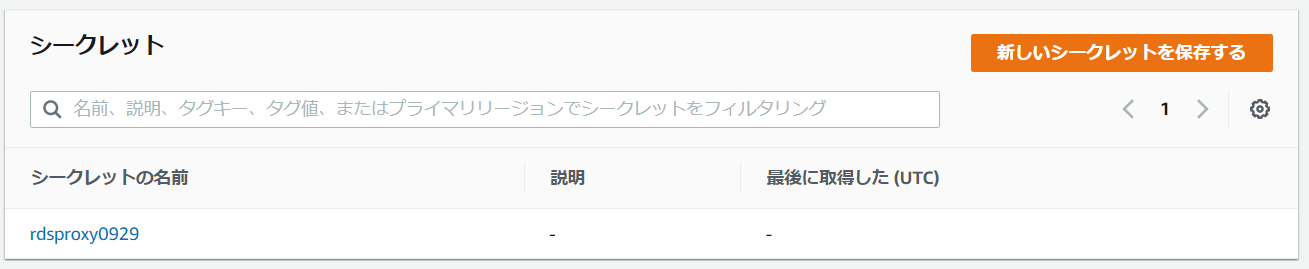 シークレット
新しいシークレットを保存する
名前、説明、タグキー、タグ値、またはプライマリリージョンでシークレットをフィルタリング
1
シークレットの名前 説明 最後に取得した (UTC)
rdsproxy0929 - -